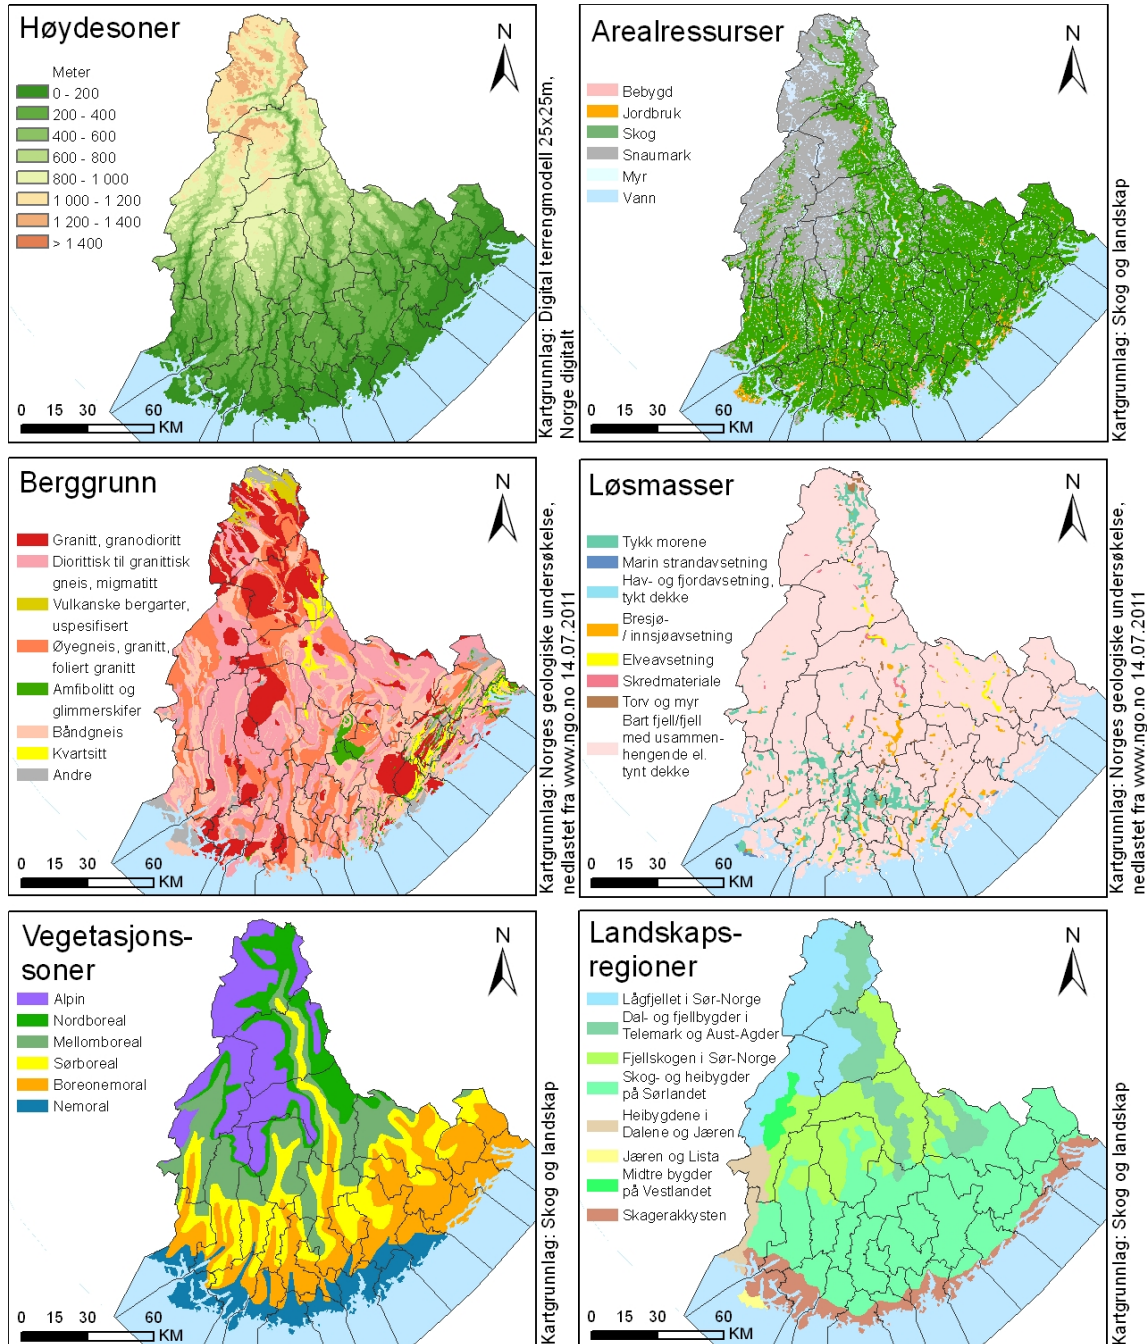 Høydesoner
N
Meter
0 - 200
200 - 400
400 - 600
600 - 800
800 - 1 000
1 000 - 1 200
1 200 - 1 400
> 1 400
0 15 30 60
KM
Kartgrunnlag: Digital terrengmodell 25x25m,
Norge digitalt
Arealressurser
N
Bebygd
Jordbruk
Skog
Snaumark
Myr
Vann
0 15 30 60
KM
Kartgrunnlag: Skog og landskap
Berggrunn
N
Granitt, granodioritt
Diorittisk til granittisk
gneis, migmatitt
Vulkanske bergarter,
uspesifisert
Øyegneis, granitt,
foliert granitt
Amfibolitt og
glimmerskifer
Båndgneis
Kvartsitt
Andre
0 15 30 60
KM
Kartgrunnlag: Norges geologiske undersøkelse,
nedlastet fra www.ngo.no 14.07.2011
Løsmasser
N
Tykk morene
Marin strandavsetning
Hav- og fjordavsetning,
tykt dekke
Bresjø-
/ innsjøavsetning
Elveavsetning
Skredmateriale
Torv og myr
Bart fjell/fjell
med usammen-
hengende el.
tynt dekke
0 15 30 60
KM
Kartgrunnlag: Norges geologiske undersøkelse,
nedlastet fra www.ngo.no 14.07.2011
Vegetasjons-
soner
N
Alpin
Nordboreal
Mellomboreal
Sørboreal
Boreonemoral
Nemoral
0 15 30 60
KM
Kartgrunnlag: Skog og landskap
Landskaps-
regioner
N
Lågfjellet i Sør-Norge
Dal- og fjellbygder i
Telemark og Aust-Agder
Fjellskogen i Sør-Norge
Skog- og heibygder
på Sørlandet
Heibygdene i
Dalene og Jæren
Jæren og Lista
Midtre bygder
på Vestlandet
Skagerakkysten
0 15 30 60
KM
Kartgrunnlag: Skog og landskap